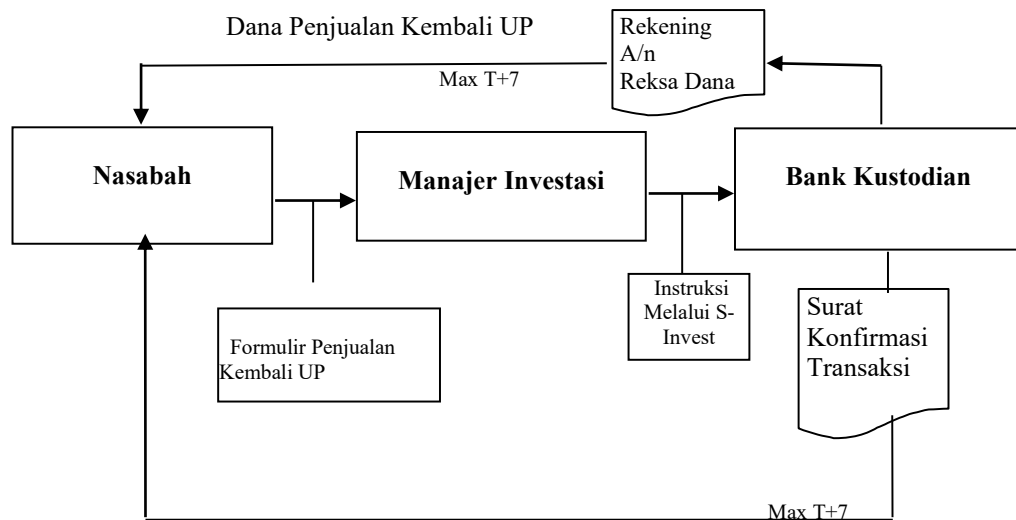 Dana Penjualan Kembali UP
Rekening
A/n
Reksa Dana
Max T+7
Nasabah
Manajer Investasi
Bank Kustodian
Formulir Penjualan
Kembali UP
Instruksi
Melalui S-
Invest
Surat
Konfirmasi
Transaksi
Max T+7